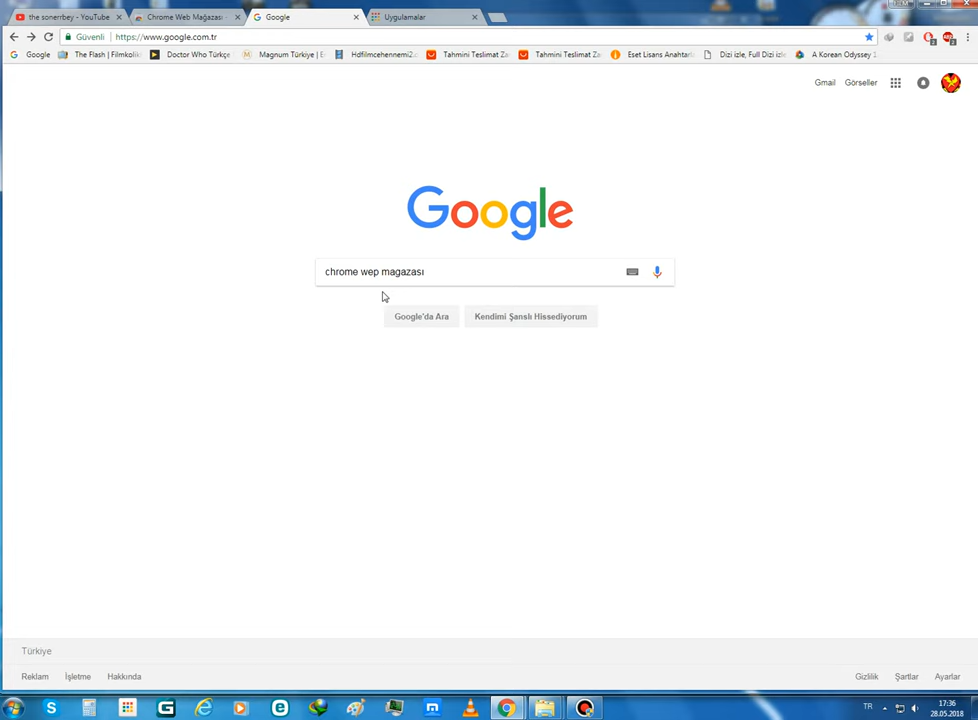 the sonerbey - YouTube
Chrome Web Mağazası
Google
Uygulamalar
Güvenli
https://www.google.com.tr
Google
The Flash | Filmkolik
Doctor Who Türkçe
Magnum Türkiye | E
Hdfilmcehennemi2.
Tahmini Teslimat Za
Tahmini Teslimat Za
Eset Lisans Anahtarla
Dizi izle, Full Dizi izle
A Korean Odyssey 1
Gmail
Görseller
Google
chrome wep magazası
Google'da Ara
Kendimi Şanslı Hissediyorum
Türkiye
Reklam
İşletme
Hakkında
Gizlilik
Şartlar
Ayarlar
TR
17:36
28.05.2018